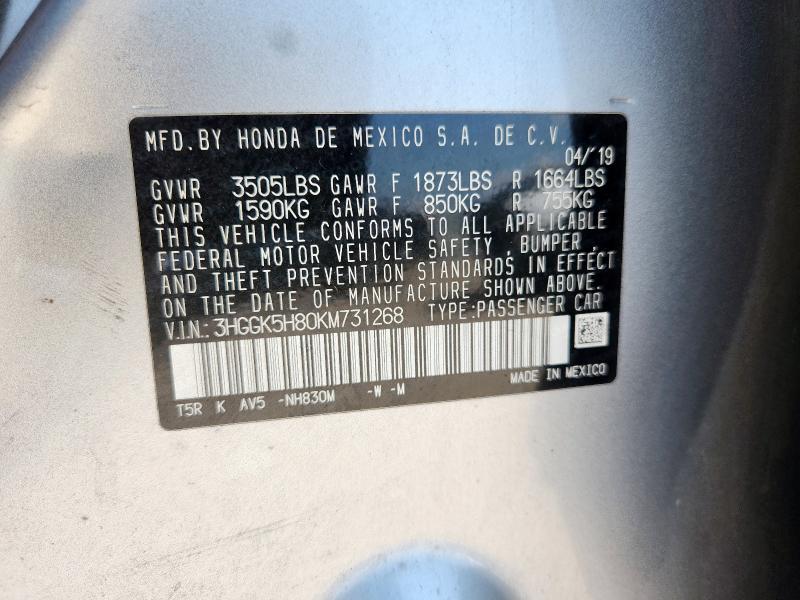 MFD.BY HONDA DE MEXICO S.A. DE C.V.
04/'19
GVWR 3505LBS GAWR F 1873LBS R 1664LBS
GVWR 1590KG GAWR F 850KG R 755KG
THIS VEHICLE CONFORMS TO ALL APPLICABLE
FEDERAL MOTOR VEHICLE SAFETY, BUMPER,
AND THEFT PREVENTION STANDARDS IN EFFECT
ON THE DATE OF MANUFACTURE SHOWN ABOVE.
V.I.N.: 3HGGK5H80KM731268 TYPE:PASSENGER CAR
MADE IN MEXICO
T5R K AV5 -NH830M -W -M